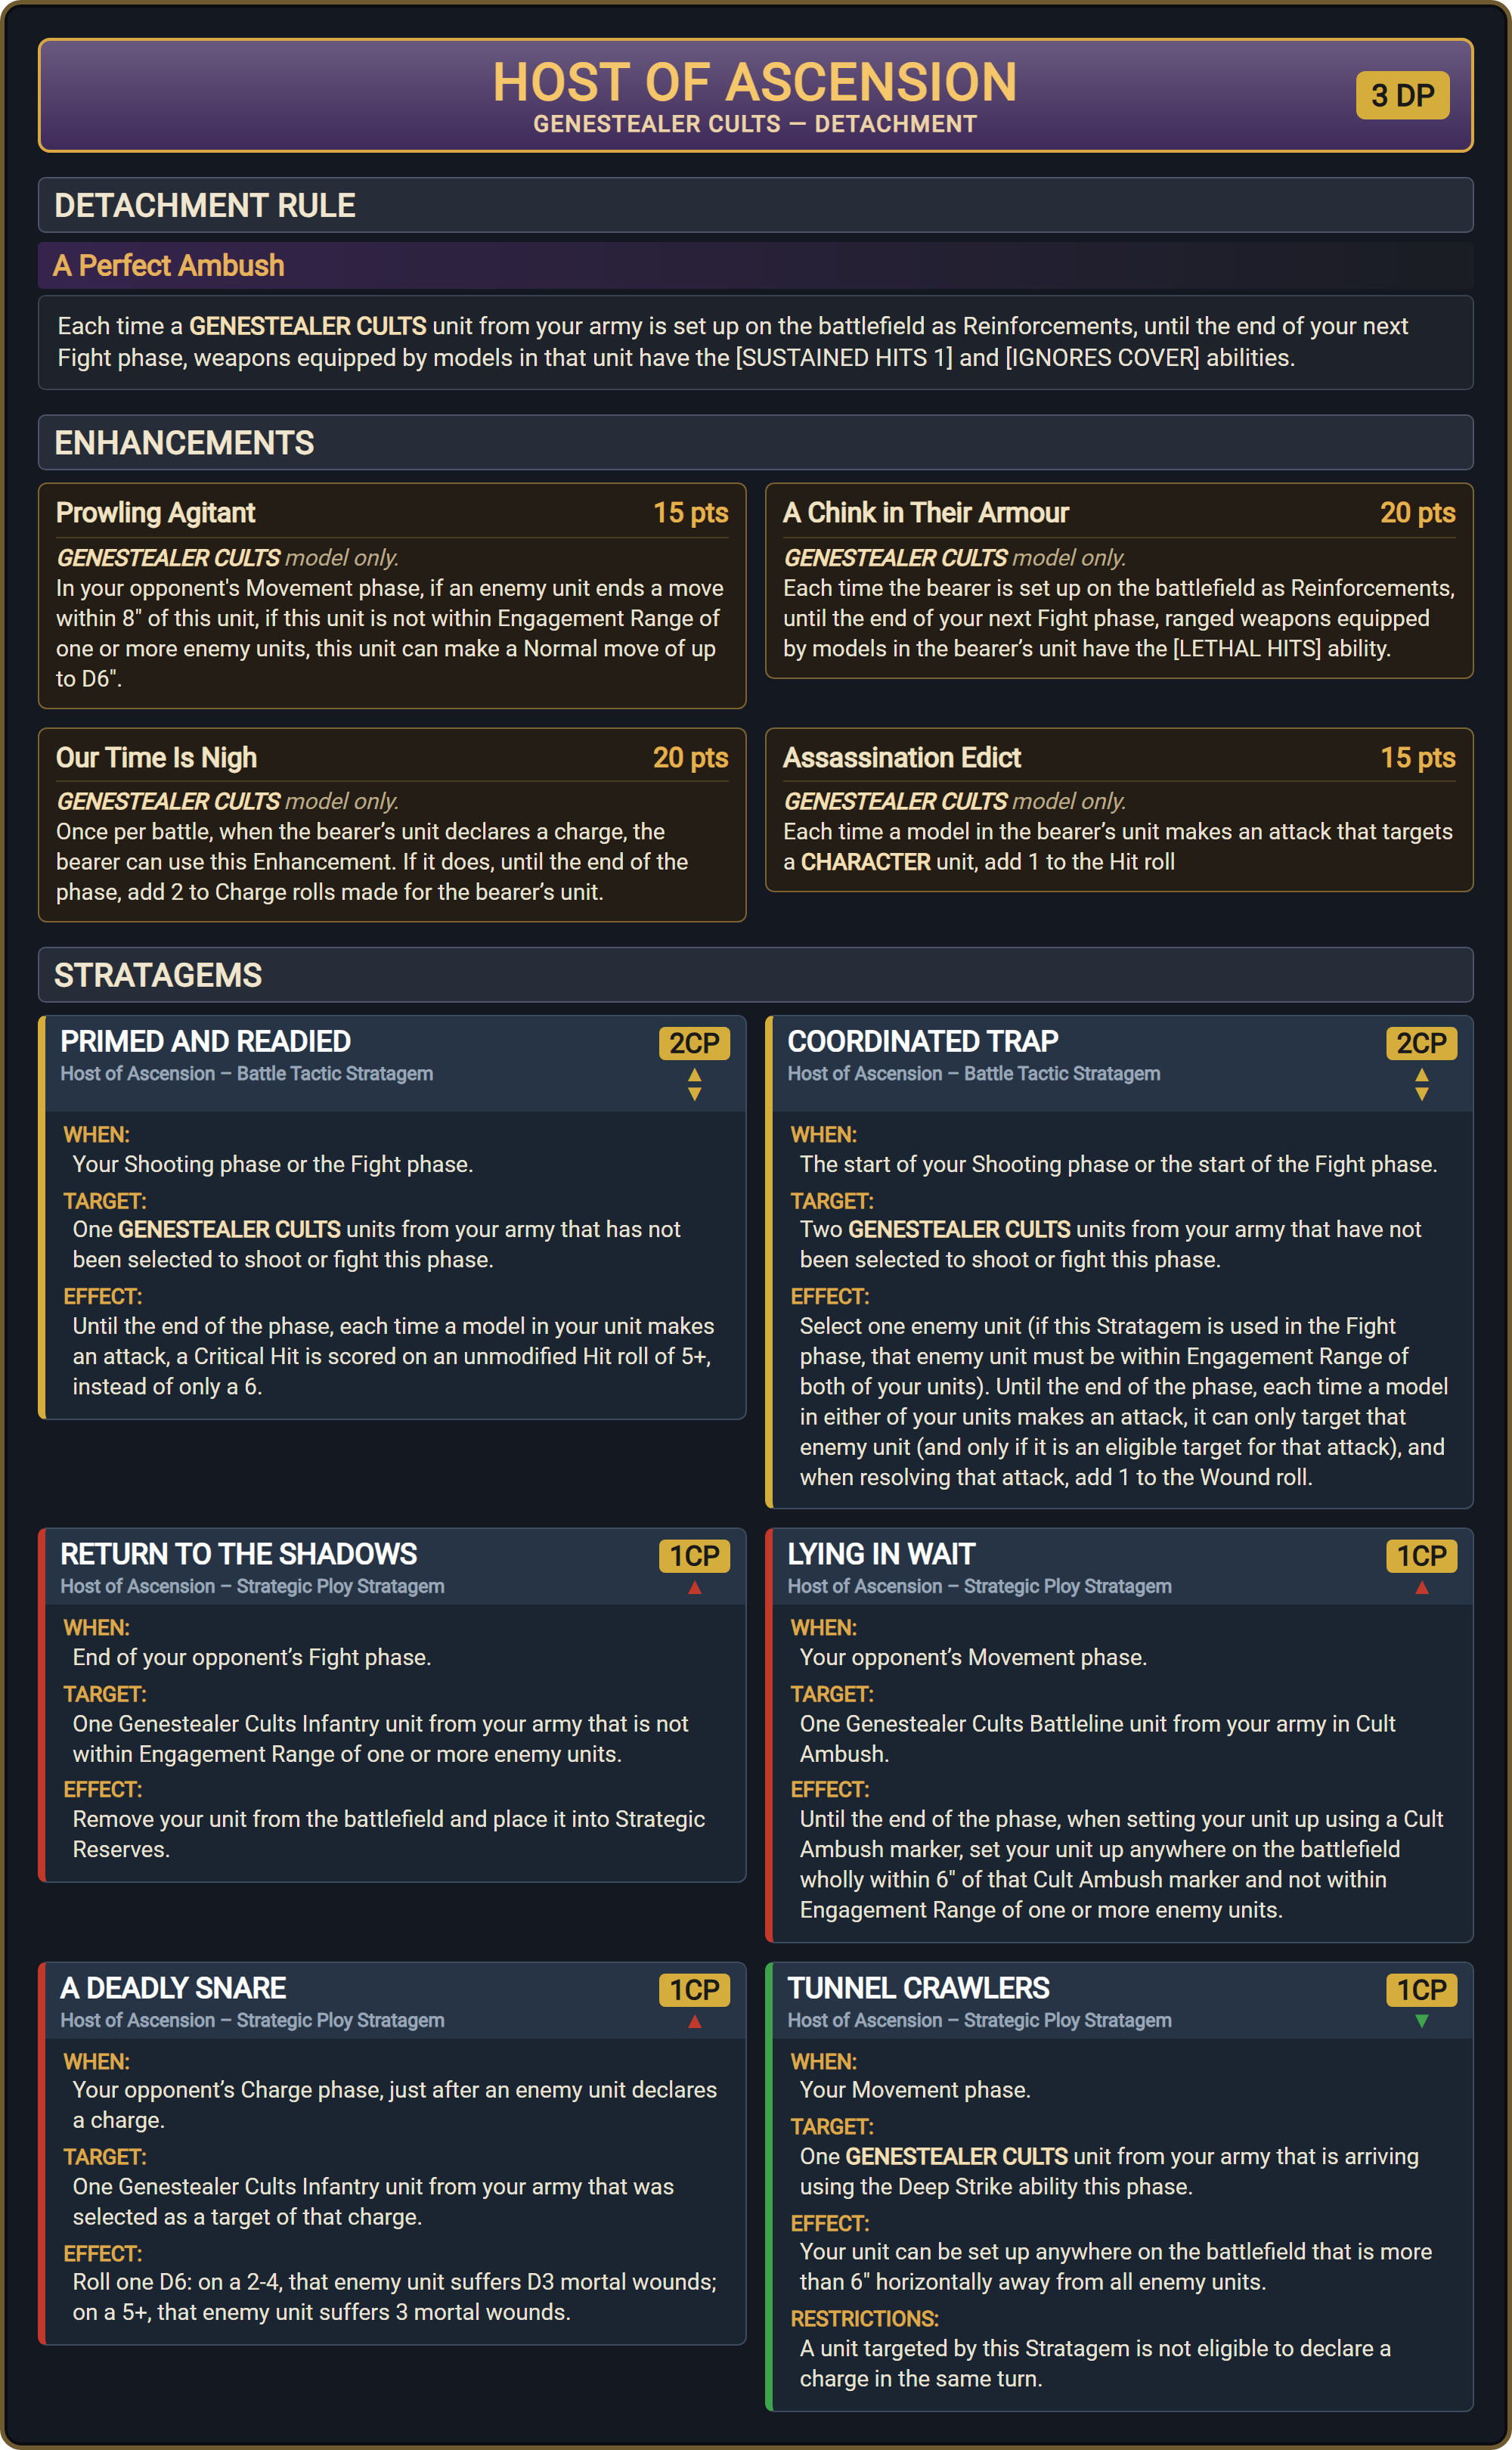 HOST OF ASCENSION
GENESTEALER CULTS — DETACHMENT
3 DP
DETACHMENT RULE
A Perfect Ambush
Each time a GENESTEALER CULTS unit from your army is set up on the battlefield as Reinforcements, until the end of your next
Fight phase, weapons equipped by models in that unit have the [SUSTAINED HITS 1] and [IGNORES COVER] abilities.
ENHANCEMENTS
Prowling Agitant
15 pts
GENESTEALER CULTS model only.
In your opponent's Movement phase, if an enemy unit ends a move
within 8" of this unit, if this unit is not within Engagement Range of
one or more enemy units, this unit can make a Normal move of up
to D6".
A Chink in Their Armour
20 pts
GENESTEALER CULTS model only.
Each time the bearer is set up on the battlefield as Reinforcements,
until the end of your next Fight phase, ranged weapons equipped
by models in the bearer’s unit have the [LETHAL HITS] ability.
Our Time Is Nigh
20 pts
GENESTEALER CULTS model only.
Once per battle, when the bearer’s unit declares a charge, the
bearer can use this Enhancement. If it does, until the end of the
phase, add 2 to Charge rolls made for the bearer’s unit.
Assassination Edict
15 pts
GENESTEALER CULTS model only.
Each time a model in the bearer’s unit makes an attack that targets
a CHARACTER unit, add 1 to the Hit roll
STRATAGEMS
PRIMED AND READIED
2CP
Host of Ascension – Battle Tactic Stratagem
▲
▼
WHEN:
Your Shooting phase or the Fight phase.
TARGET:
One GENESTEALER CULTS units from your army that has not
been selected to shoot or fight this phase.
EFFECT:
Until the end of the phase, each time a model in your unit makes
an attack, a Critical Hit is scored on an unmodified Hit roll of 5+,
instead of only a 6.
COORDINATED TRAP
2CP
Host of Ascension – Battle Tactic Stratagem
▲
▼
WHEN:
The start of your Shooting phase or the start of the Fight phase.
TARGET:
Two GENESTEALER CULTS units from your army that have not
been selected to shoot or fight this phase.
EFFECT:
Select one enemy unit (if this Stratagem is used in the Fight
phase, that enemy unit must be within Engagement Range of
both of your units). Until the end of the phase, each time a model
in either of your units makes an attack, it can only target that
enemy unit (and only if it is an eligible target for that attack), and
when resolving that attack, add 1 to the Wound roll.
RETURN TO THE SHADOWS
1CP
Host of Ascension – Strategic Ploy Stratagem
▲
WHEN:
End of your opponent’s Fight phase.
TARGET:
One Genestealer Cults Infantry unit from your army that is not
within Engagement Range of one or more enemy units.
EFFECT:
Remove your unit from the battlefield and place it into Strategic
Reserves.
LYING IN WAIT
1CP
Host of Ascension – Strategic Ploy Stratagem
▲
WHEN:
Your opponent’s Movement phase.
TARGET:
One Genestealer Cults Battleline unit from your army in Cult
Ambush.
EFFECT:
Until the end of the phase, when setting your unit up using a Cult
Ambush marker, set your unit up anywhere on the battlefield
wholly within 6" of that Cult Ambush marker and not within
Engagement Range of one or more enemy units.
A DEADLY SNARE
1CP
Host of Ascension – Strategic Ploy Stratagem
▲
WHEN:
Your opponent’s Charge phase, just after an enemy unit declares
a charge.
TARGET:
One Genestealer Cults Infantry unit from your army that was
selected as a target of that charge.
EFFECT:
Roll one D6: on a 2-4, that enemy unit suffers D3 mortal wounds;
on a 5+, that enemy unit suffers 3 mortal wounds.
TUNNEL CRAWLERS
1CP
Host of Ascension – Strategic Ploy Stratagem
▼
WHEN:
Your Movement phase.
TARGET:
One GENESTEALER CULTS unit from your army that is arriving
using the Deep Strike ability this phase.
EFFECT:
Your unit can be set up anywhere on the battlefield that is more
than 6" horizontally away from all enemy units.
RESTRICTIONS:
A unit targeted by this Stratagem is not eligible to declare a
charge in the same turn.